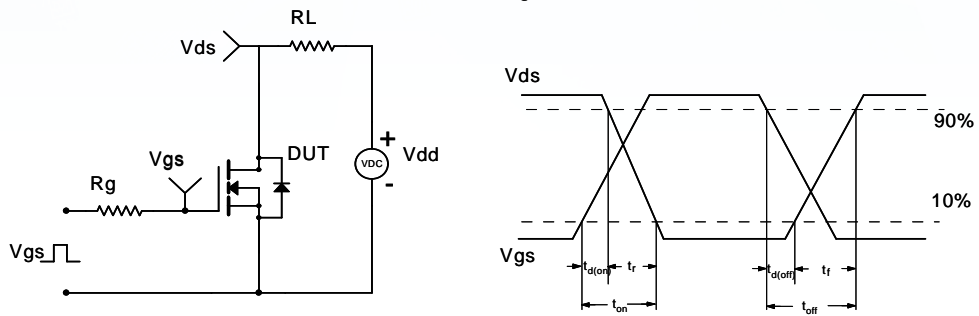 RL
Vds
Vgs
DUT
VDC
+
-
Vdd
Rg
Vgs
Vds
90%
10%
Vgs
td(on)
tr
td(off)
tf
ton
toff